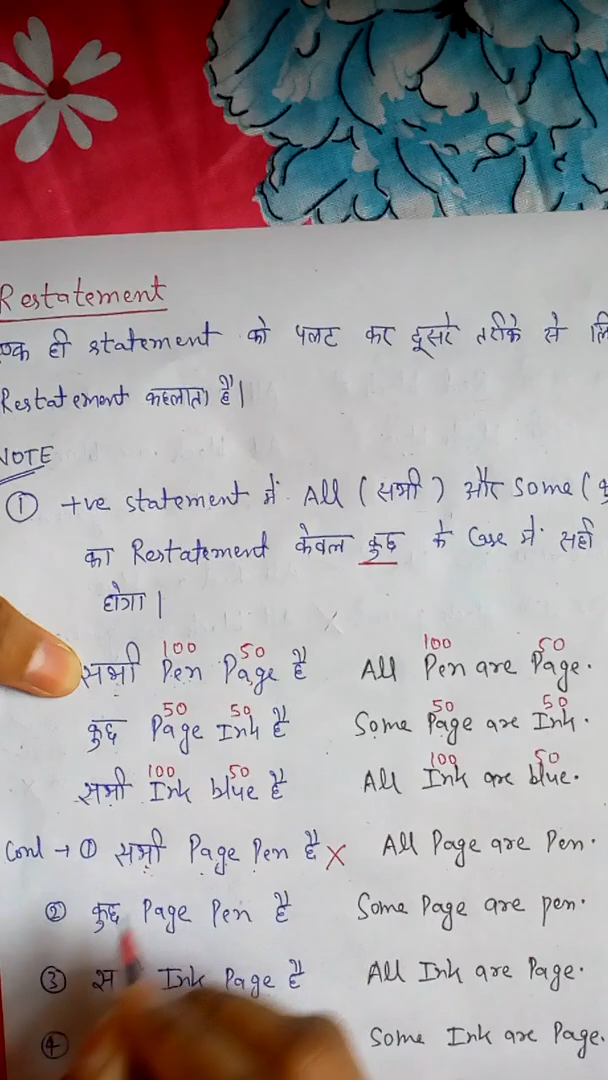 Restatement
एक ही statement को पलट कर दूसरे तरीके से
Restatement कहलाता है।
NOTE
① +ve statement में All (सभी) और Some (
का Restatement केवल कुछ के Case में सही
होगा।
सभी Pen Page है All Pen are Page.
100 50 100 50
कुछ Page Ink है Some Page are Ink.
50 50 50 50
सभी Ink blue है All Ink are blue.
100 50 100 50
Conl → ① सभी Page Pen है X All Page are Pen.
② कुछ Page Pen है Some Page are pen.
③ Ink Page है All Ink are Page.
④ Some Ink are Page.